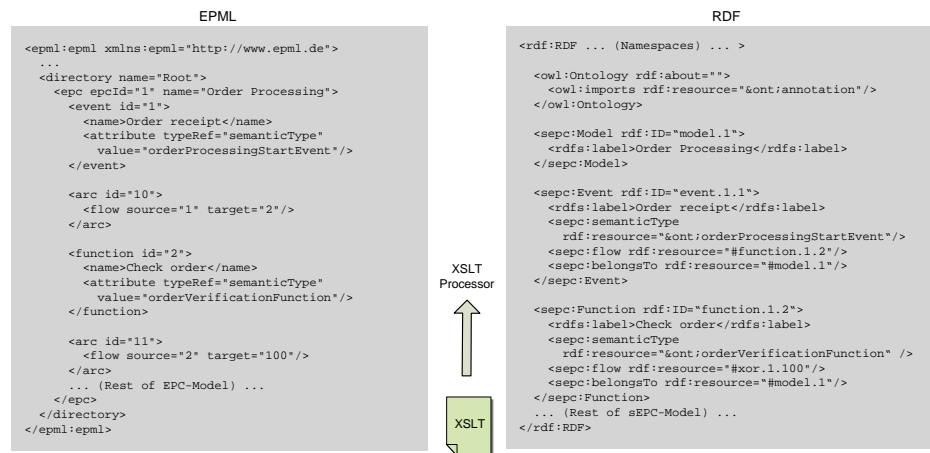 EPML
<epml:epml xmlns:epml="http://www.epml.de">
...
<directory name="Root">
<epc epcId="1" name="Order Processing">
<event id="1">
<name>Order receipt</name>
<attribute typeRef="semanticType"
value="orderProcessingStartEvent"/>
</event>
<arc id="10">
<flow source="1" target="2"/>
</arc>
<function id="2">
<name>Check order</name>
<attribute typeRef="semanticType"
value="orderVerificationFunction"/>
</function>
<arc id="11">
<flow source="2" target="100"/>
</arc>
... (Rest of EPC-Model) ...
</epc>
</directory>
</epml:epml>
XSLT
Processor
XSLT
RDF
<rdf:RDF ... (Namespaces) ... >
<owl:Ontology rdf:about="">
<owl:imports rdf:resource="&ont;annotation"/>
</owl:Ontology>
<sepc:Model rdf:ID="model.1">
<rdfs:label>Order Processing</rdfs:label>
</sepc:Model>
<sepc:Event rdf:ID="event.1.1“>
<rdfs:label>Order receipt</rdfs:label>
<sepc:semanticType
rdf:resource=“&ont;orderProcessingStartEvent“/>
<sepc:flow rdf:resource="#function.1.2"/>
<sepc:belongsTo rdf:resource="#model.1“/>
</sepc:Event>
<sepc:Function rdf:ID=“function.1.2“>
<rdfs:label>Check order</rdfs:label>
<sepc:semanticType
rdf:resource=“&ont;orderVerificationFunction“ />
<sepc:flow rdf:resource="#xor.1.100"/>
<sepc:belongsTo rdf:resource="#model.1“/>
</sepc:Function>
... (Rest of sEPC-Model) ...
</rdf:RDF>